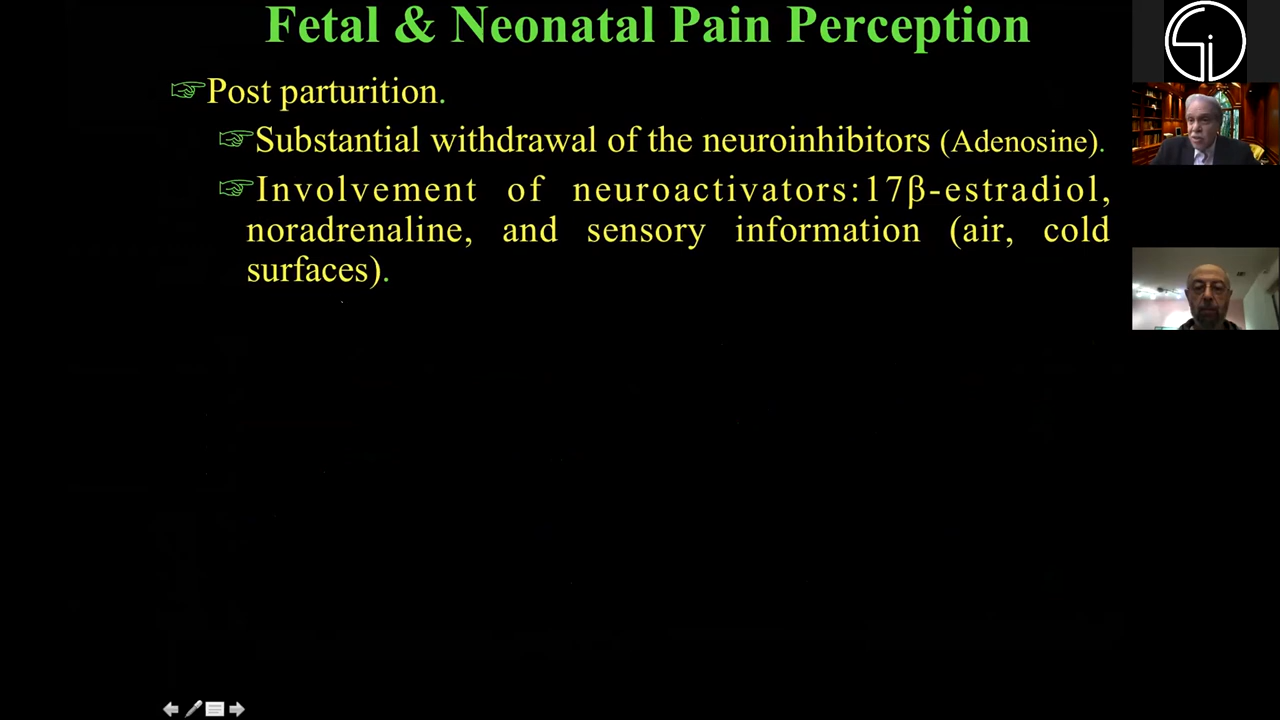 Fetal & Neonatal Pain Perception
☞Post parturition.
☞Substantial withdrawal of the neuroinhibitors (Adenosine).
☞Involvement of neuroactivators:17β-estradiol,
noradrenaline, and sensory information (air, cold
surfaces).